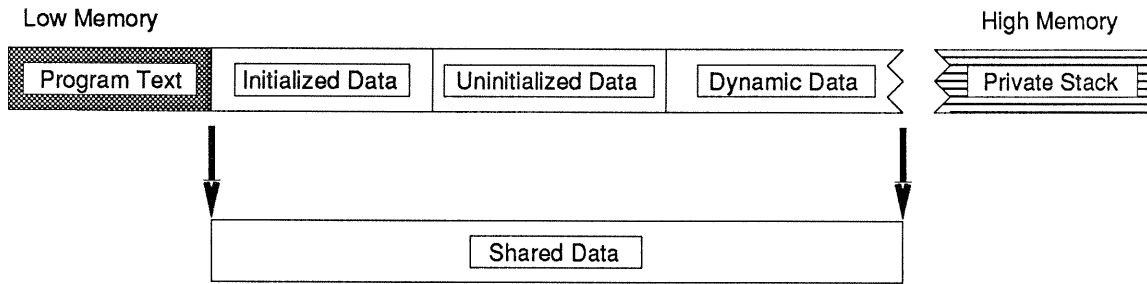 Low Memory
High Memory
Program Text
Initialized Data
Uninitialized Data
Dynamic Data
Private Stack
Shared Data